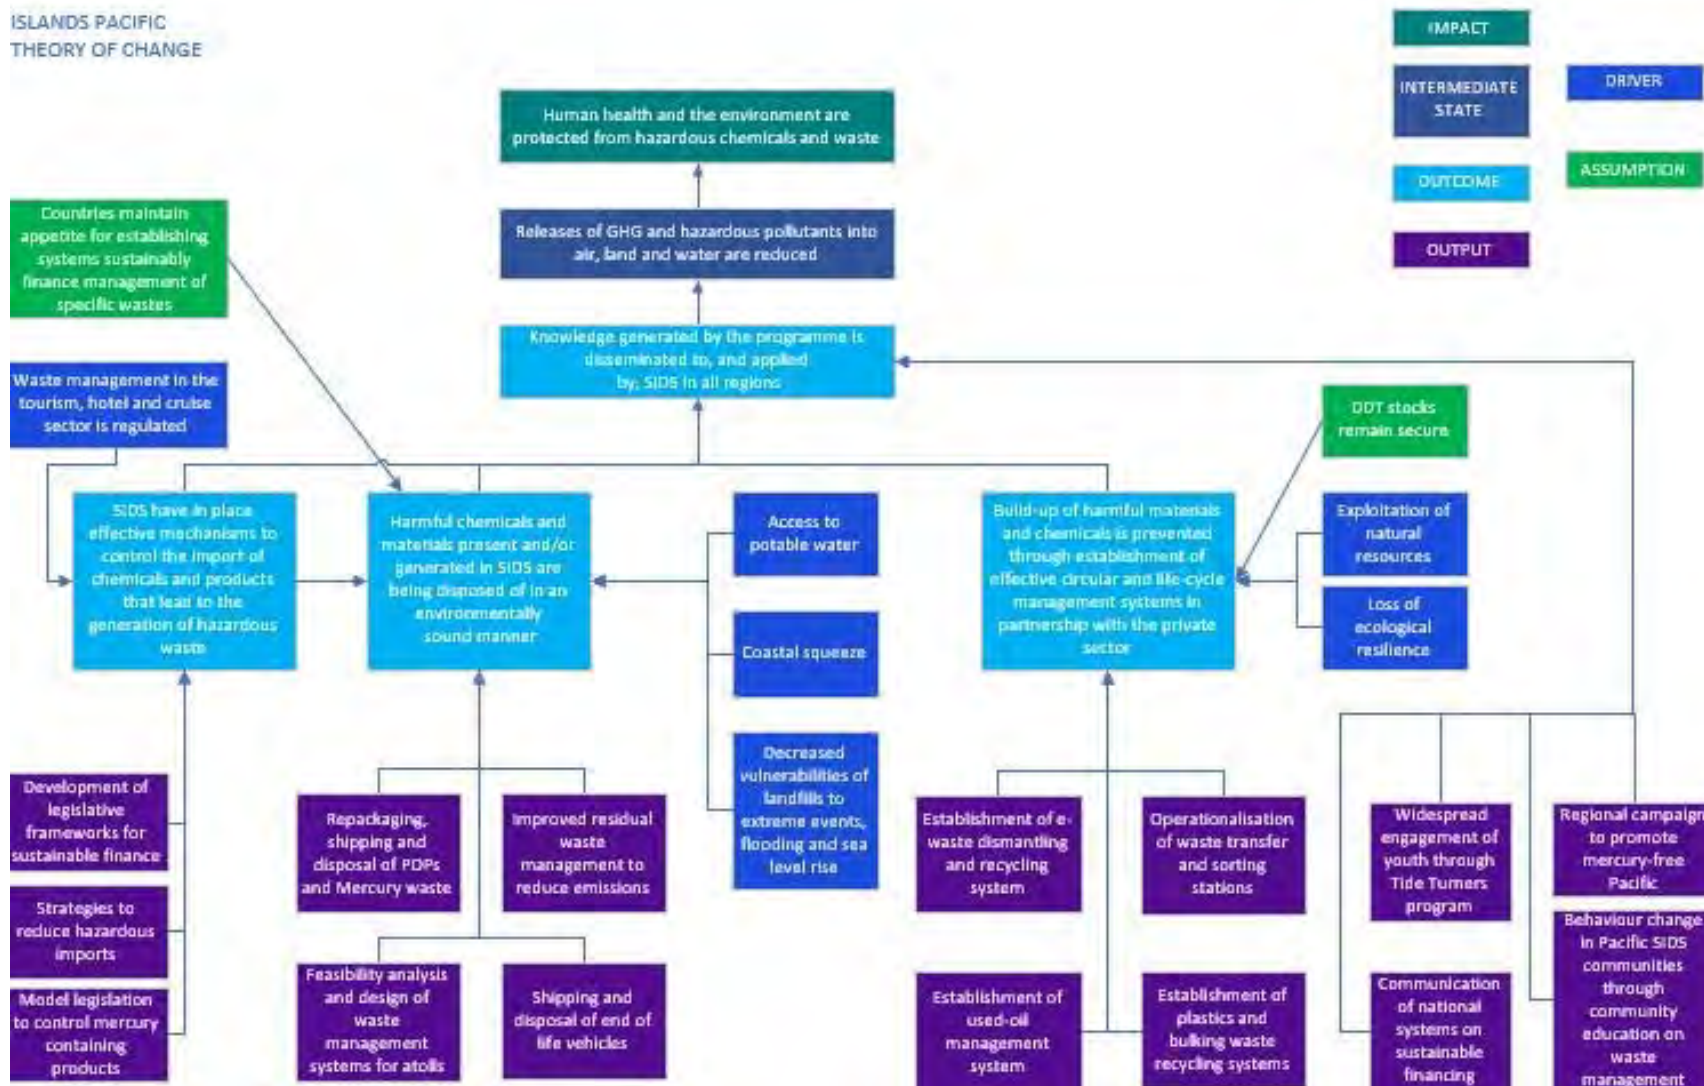 ISLANDS PACIFIC
THEORY OF CHANGE
IMPACT
INTERMEDIATE
STATE
DRIVER
OUTCOME
ASSUMPTION
OUTPUT
Human health and the environment are
protected from hazardous chemicals and waste
Releases of GHG and hazardous pollutants into
air, land and water are reduced
Knowledge generated by the programme is
disseminated to, and applied
by, SIDS in all regions
Countries maintain
appetite for establishing
systems sustainably
finance management of
specific wastes
Waste management in the
tourism, hotel and cruise
sector is regulated
DDT stocks
remain secure
SIDS have in place
effective mechanisms to
control the import of
chemicals and products
that lead to the
generation of hazardous
waste
Harmful chemicals and
materials present and/or
generated in SIDS are
being disposed of in an
environmentally
sound manner
Access to
potable water
Coastal squeeze
Decreased
vulnerabilities of
landfills to
extreme events,
flooding and sea
level rise
Build-up of harmful materials
and chemicals is prevented
through establishment of
effective circular and life-cycle
management systems in
partnership with the private
sector
Exploitation of
natural
resources
Loss of
ecological
resilience
Development of
legislative
frameworks for
sustainable finance
Strategies to
reduce hazardous
imports
Model legislation
to control mercury
containing
products
Repackaging,
shipping and
disposal of POPs
and Mercury waste
Improved residual
waste
management to
reduce emissions
Feasibility analysis
and design of
waste
management
systems for atolls
Shipping and
disposal of end of
life vehicles
Establishment of e-
waste dismantling
and recycling
system
Operationalisation
of waste transfer
and sorting
stations
Establishment of
used-oil
management
system
Establishment of
plastics and
bulking waste
recycling systems
Widespread
engagement of
youth through
Tide Turners
program
Regional campaign
to promote
mercury-free
Pacific
Communication
of national
systems on
sustainable
financing
Behaviour change
in Pacific SIDS
communities
through
community
education on
waste
management